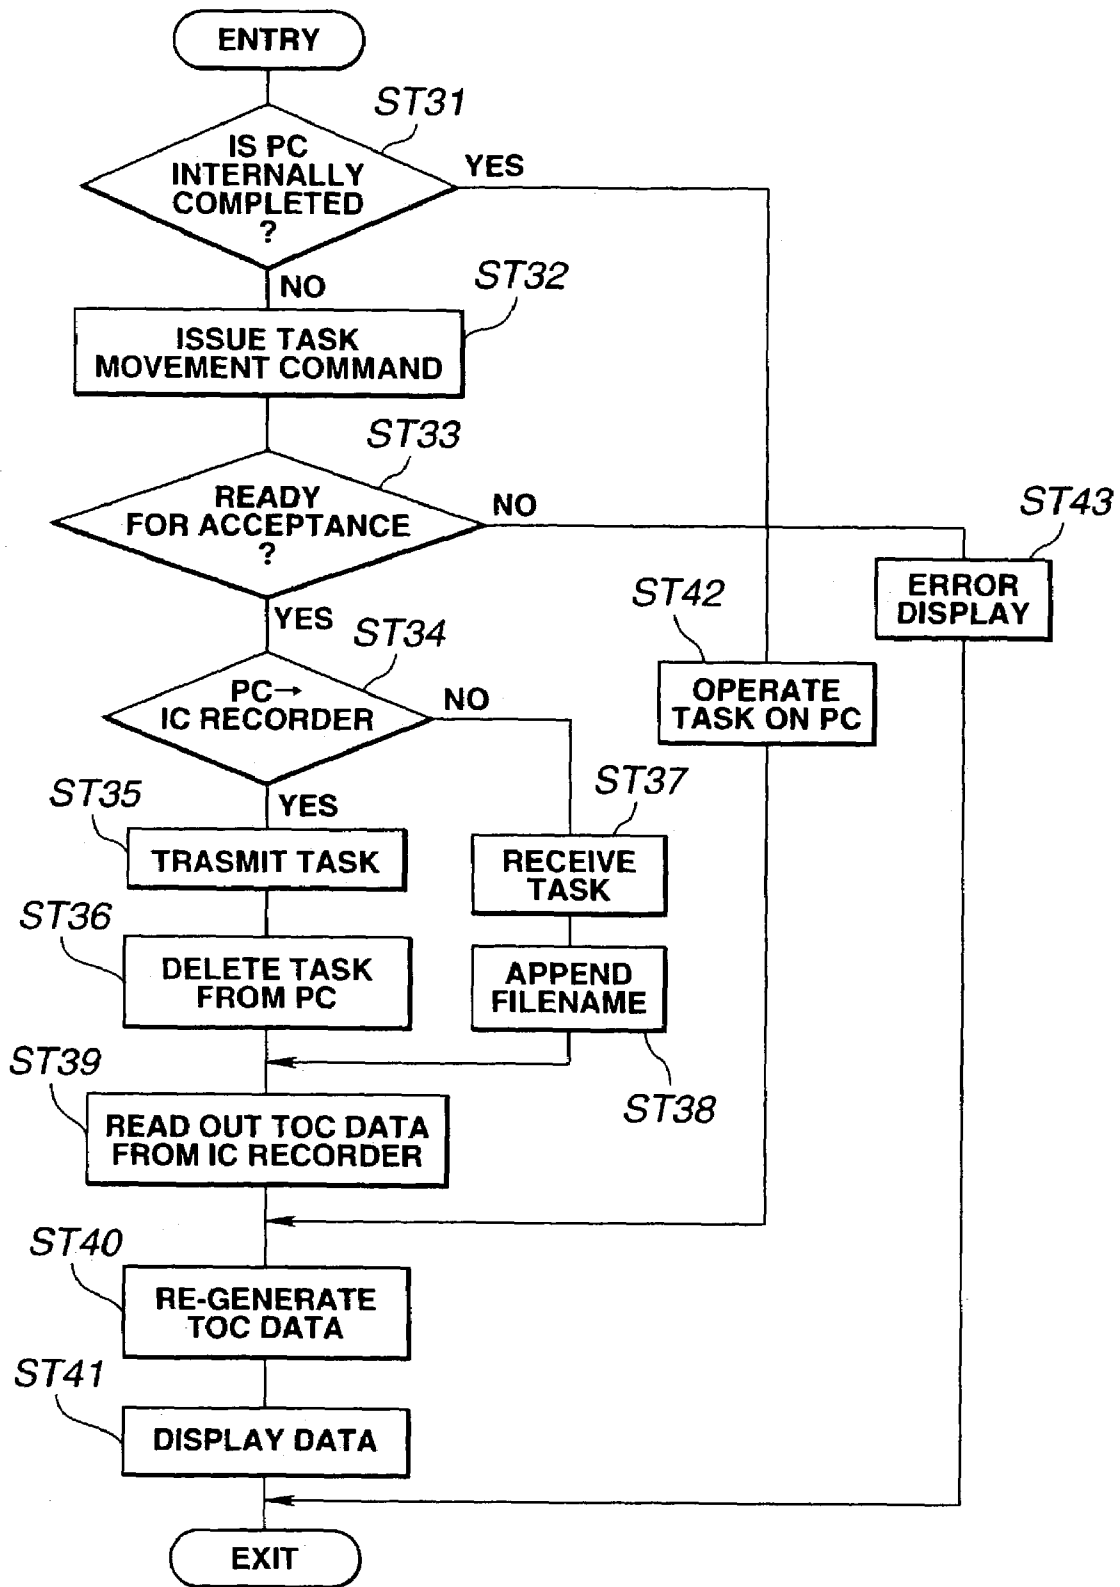 ENTRY
ST31
IS PC
INTERNALLY
COMPLETED
?
YES
NO
ST32
ISSUE TASK
MOVEMENT COMMAND
ST33
READY
FOR ACCEPTANCE
?
NO
YES
ST43
ERROR
DISPLAY
ST42
OPERATE
TASK ON PC
ST34
PC→
IC RECORDER
NO
YES
ST35
TRASMIT TASK
ST37
RECEIVE
TASK
ST36
DELETE TASK
FROM PC
APPEND
FILENAME
ST38
ST39
READ OUT TOC DATA
FROM IC RECORDER
ST40
RE-GENERATE
TOC DATA
ST41
DISPLAY DATA
EXIT